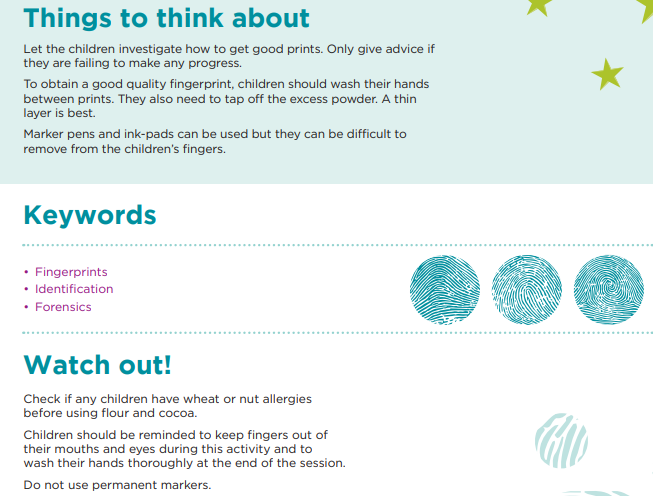 Things to think about
Let the children investigate how to get good prints. Only give advice if
they are failing to make any progress.
To obtain a good quality fingerprint, children should wash their hands
between prints. They also need to tap off the excess powder. A thin
layer is best.
Marker pens and ink-pads can be used but they can be difficult to
remove from the children’s fingers.
Keywords
• Fingerprints
• Identification
• Forensics
Watch out!
Check if any children have wheat or nut allergies
before using flour and cocoa.
Children should be reminded to keep fingers out of
their mouths and eyes during this activity and to
wash their hands thoroughly at the end of the session.
Do not use permanent markers.